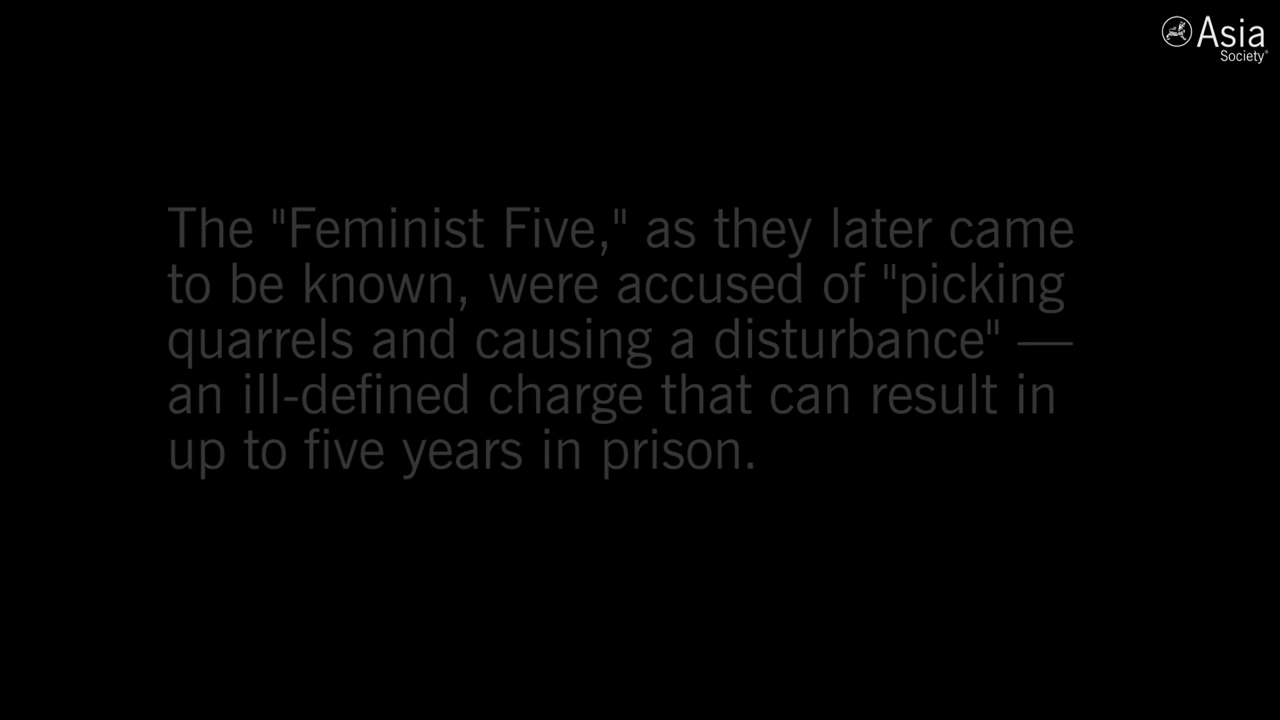 Asia
Society®
The "Feminist Five," as they later came
to be known, were accused of "picking
quarrels and causing a disturbance" —
an ill-defined charge that can result in
up to five years in prison.